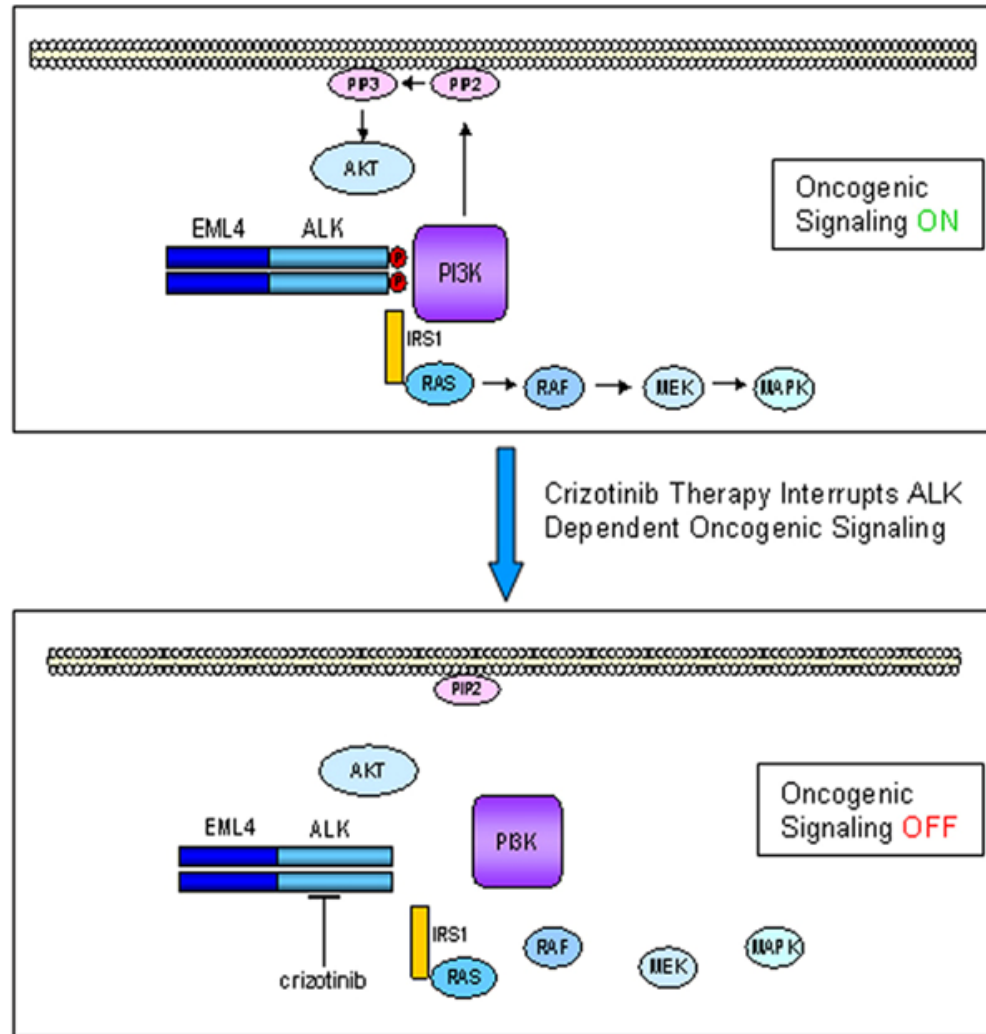 PIP3
PIP2
AKT
Oncogenic
Signaling ON
EML4
ALK
P
P
PI3K
IRS1
RAS
RAF
MEK
MAPK
Crizotinib Therapy Interrupts ALK
Dependent Oncogenic Signaling
PIP2
AKT
Oncogenic
Signaling OFF
EML4
ALK
PI3K
IRS1
RAS
RAF
MEK
MAPK
crizotinib